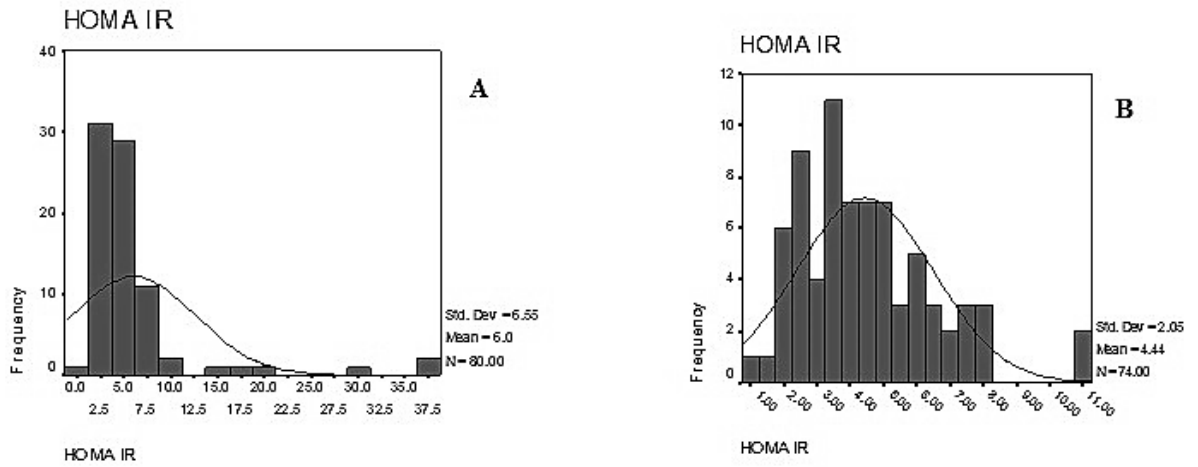 HOMA IR
A
40
30
20
10
0
Frequency
0.0 5.0 10.0 15.0 20.0 25.0 30.0 35.0
2.5 7.5 12.5 17.5 22.5 27.5 32.5 37.5
HOMA IR
Std. Dev = 6.55
Mean = 6.0
N = 80.00
HOMA IR
B
12
10
8
6
4
2
0
Frequency
1.00 2.00 3.00 4.00 5.00 6.00 7.00 8.00 9.00 10.00 11.00
HOMA IR
Std. Dev = 2.05
Mean = 4.44
N = 74.00